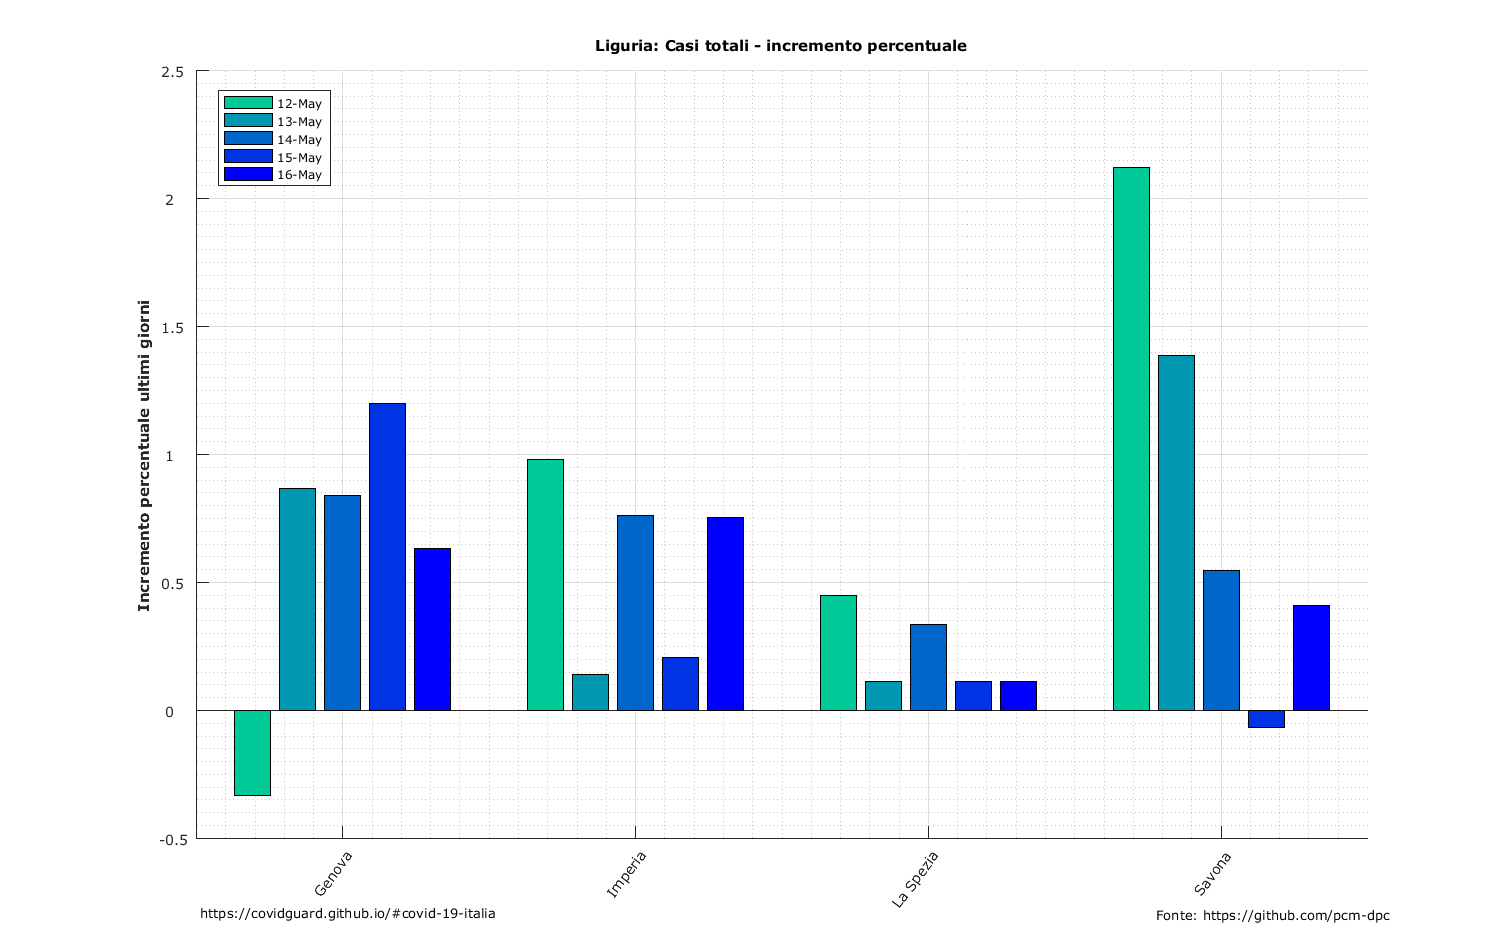 Liguria: Casi totali - incremento percentuale
2.5
2
1.5
1
0.5
0
-0.5
Incremento percentuale ultimi giorni
12-May
13-May
14-May
15-May
16-May
Genova
Imperia
La Spezia
Savona
https://covidguard.github.io/#covid-19-italia
Fonte: https://github.com/pcm-dpc